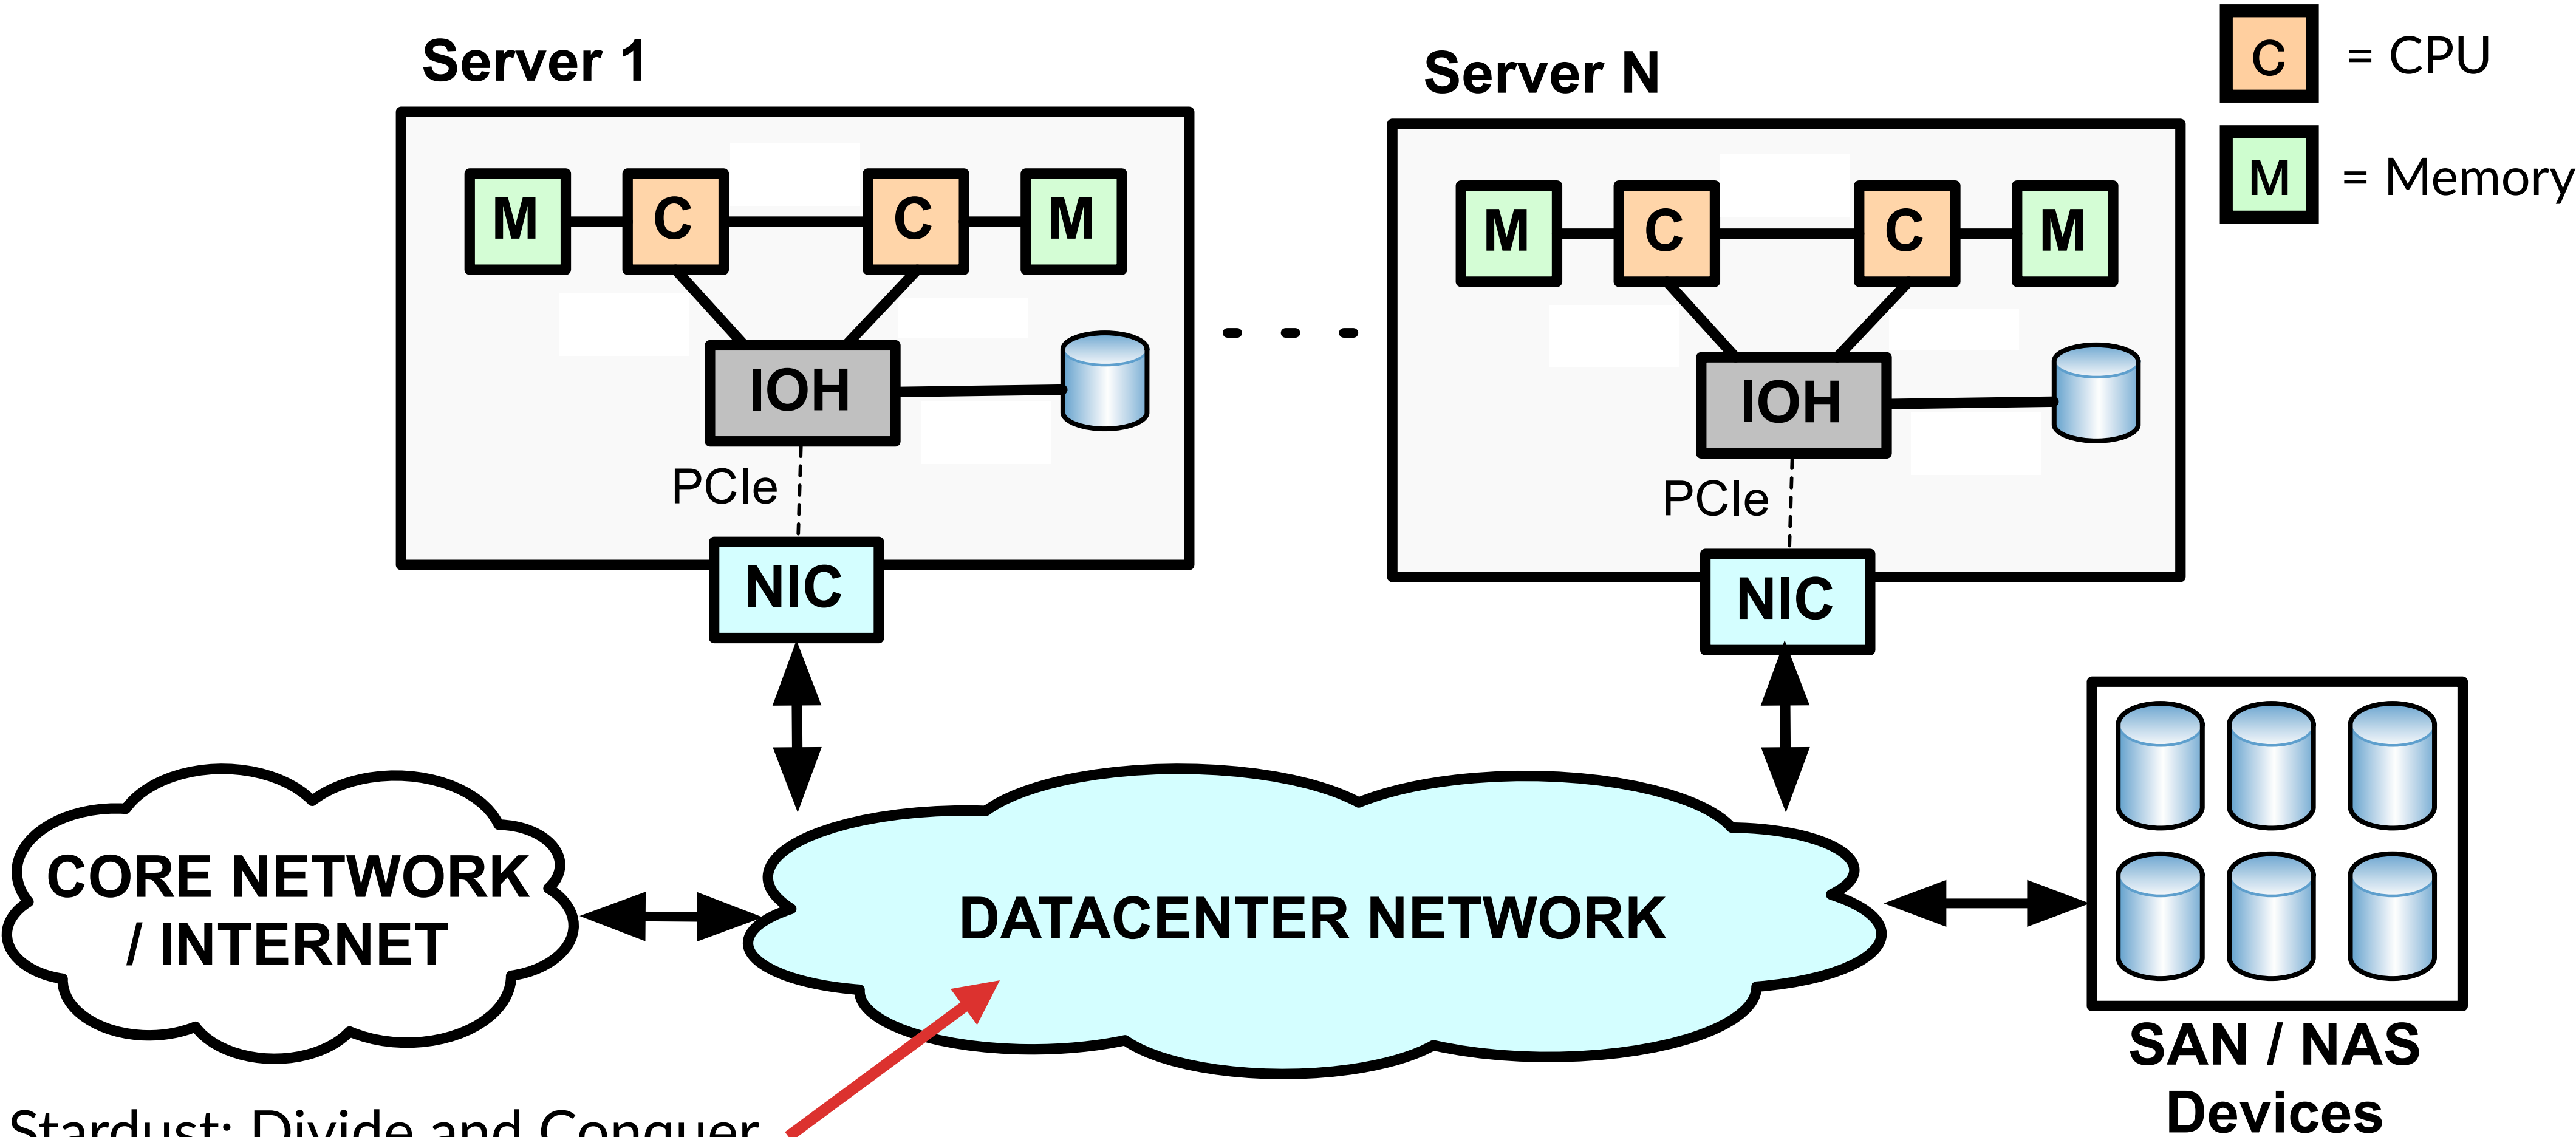 Server 1
Server N
C = CPU
M = Memory
M C C M
M C C M
IOH
IOH
PCIe
PCIe
NIC
NIC
CORE NETWORK
/ INTERNET
DATACENTER NETWORK
SAN / NAS
Devices
Stardust: Divide and Conquer